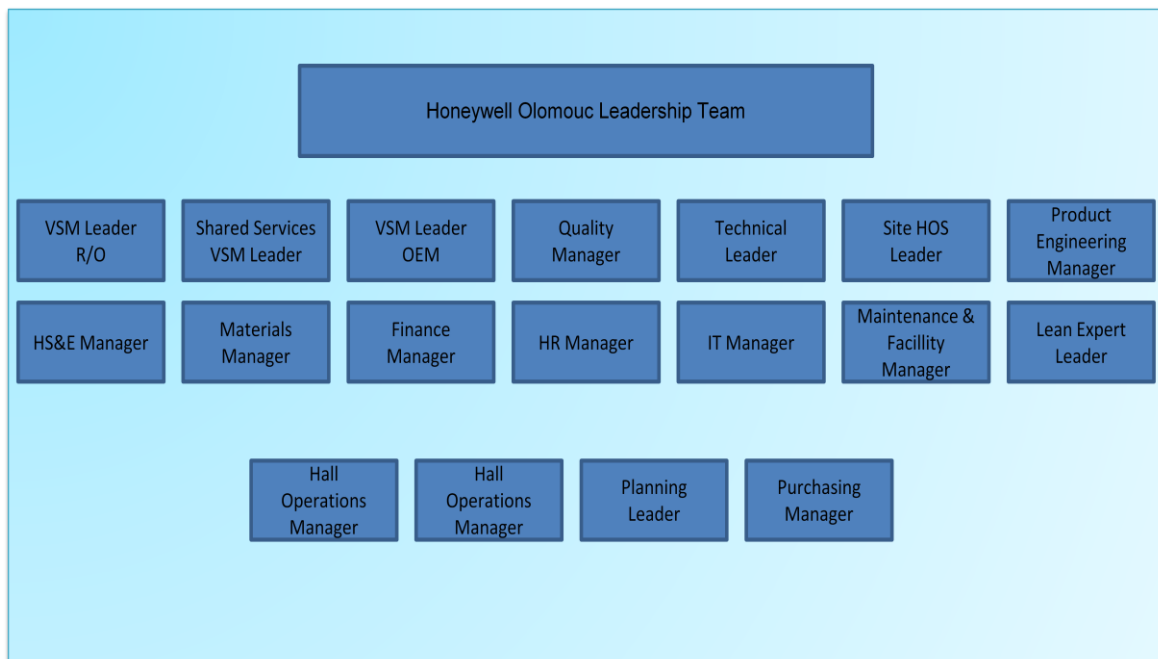 Honeywell Olomouc Leadership Team
VSM Leader
R/O
Shared Services
VSM Leader
VSM Leader
OEM
Quality
Manager
Technical
Leader
Site HOS
Leader
Product
Engineering
Manager
HS&E Manager
Materials
Manager
Finance
Manager
HR Manager
IT Manager
Maintenance &
Facillity
Manager
Lean Expert
Leader
Hall
Operations
Manager
Hall
Operations
Manager
Planning
Leader
Purchasing
Manager